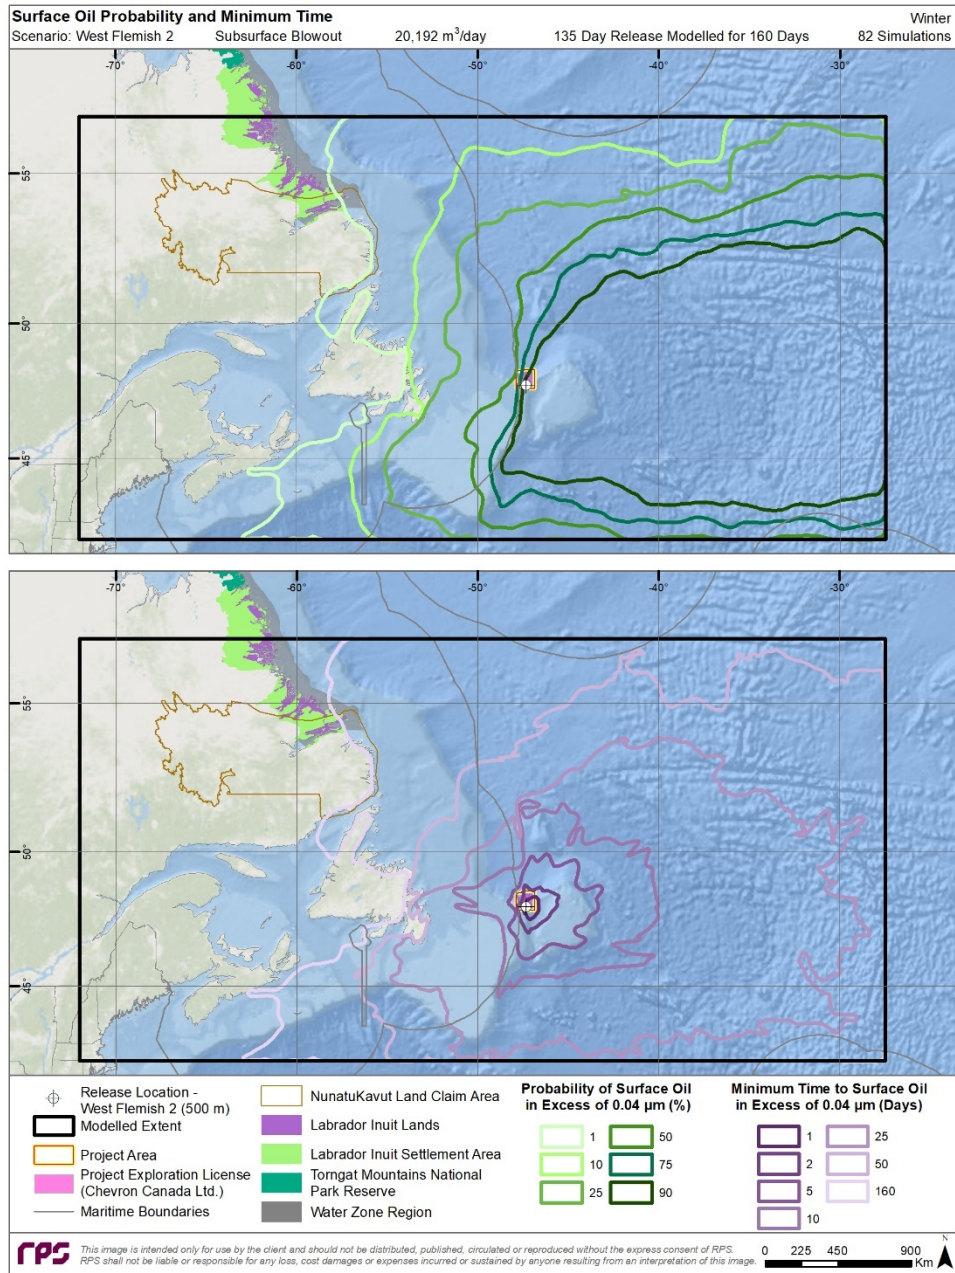 Surface Oil Probability and Minimum Time
Winter
Scenario: West Flemish 2 Subsurface Blowout 20,192 m³/day 135 Day Release Modelled for 160 Days 82 Simulations
-70° -60° -50° -40° -30°
55°
50°
45°
-70° -60° -50° -40° -30°
55°
50°
45°
Release Location -
West Flemish 2 (500 m)
Modelled Extent
Project Area
Project Exploration License
(Chevron Canada Ltd.)
Maritime Boundaries
NunatuKavut Land Claim Area
Labrador Inuit Lands
Labrador Inuit Settlement Area
Torngat Mountains National
Park Reserve
Water Zone Region
Probability of Surface Oil
in Excess of 0.04 µm (%)
1 50
10 75
25 90
Minimum Time to Surface Oil
in Excess of 0.04 µm (Days)
1 25
2 50
5 160
10
rps
This image is intended only for use by the client and should not be distributed, published, circulated or reproduced without the express consent of RPS.
RPS shall not be liable or responsible for any loss, cost damages or expenses incurred or sustained by anyone resulting from an interpretation of this image.
0 225 450 900
Km
N